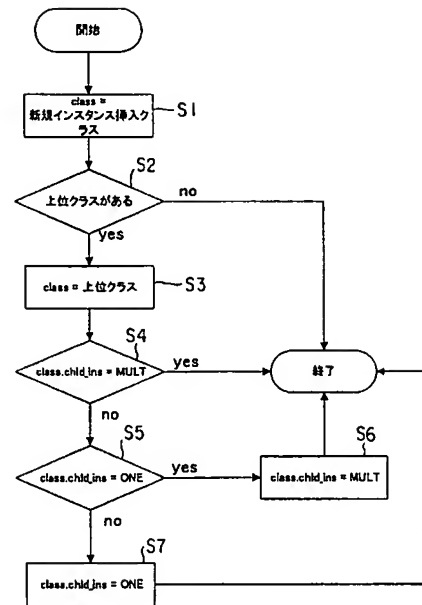 開始
class =
新規インスタンス挿入ク
ラス
S1
S2
上位クラスがある
no
yes
class = 上位クラス
S3
S4
class.chld_ins = MULT
yes
終了
no
S5
S6
class.chld_ins = ONE
yes
class.chld_ins = MULT
no
S7
class.chld_ins = ONE